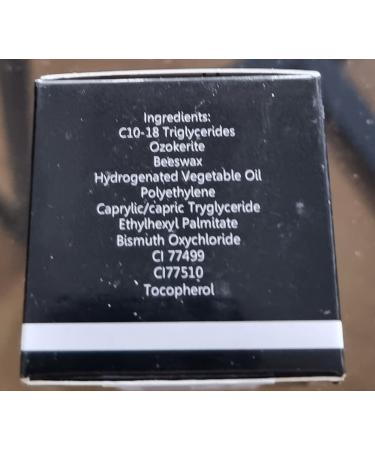 Ingredients:
C10-18 Triglycerides
Ozokerite
Beeswax
Hydrogenated Vegetable Oil
Polyethylene
Caprylic/capric Tryglyceride
Ethylhexyl Palmitate
Bismuth Oxychloride
CI 77499
CI77510
Tocopherol